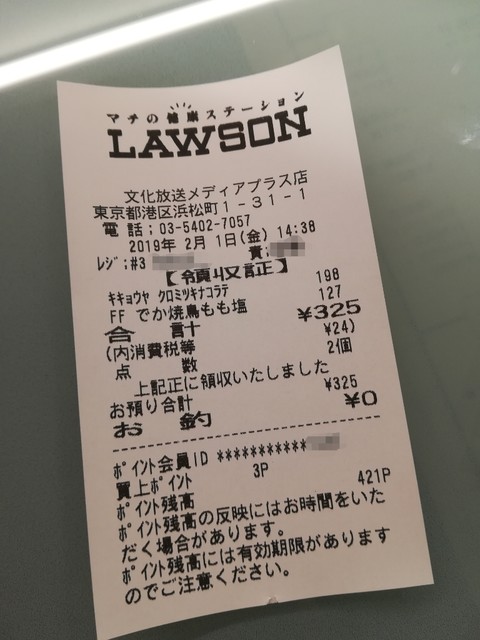 マチの健康ステーション
LAWSON
文化放送メディアプラス店
東京都港区浜松町1-31-1
電話:03-5402-7057
2019年 2月 1日(金) 14:38
レジ:#3 責:
【領収証】
キキョウヤ クロミツキナコラテ 198
FF でか焼鳥もも塩 127
合 計 ¥325
(内消費税等 ¥24)
点 数 2個
上記正に領収いたしました
お預り合計 ¥325
お 釣 ¥0
ポイント会員ID ***********
買上ポイント 3P
ポイント残高 421P
ポイント残高の反映にはお時間をいた
だく場合があります。
ポイント残高には有効期限があります
のでご注意ください。